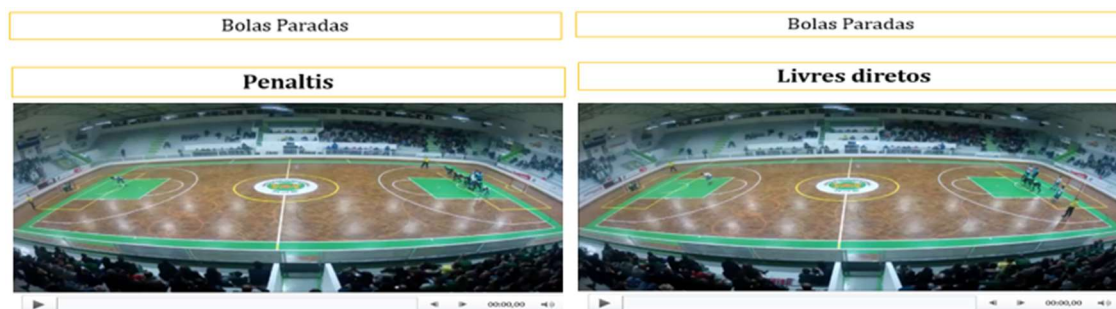 Bolas Paradas
Penaltis
00:00,00
Bolas Paradas
Livres diretos
00:00,00